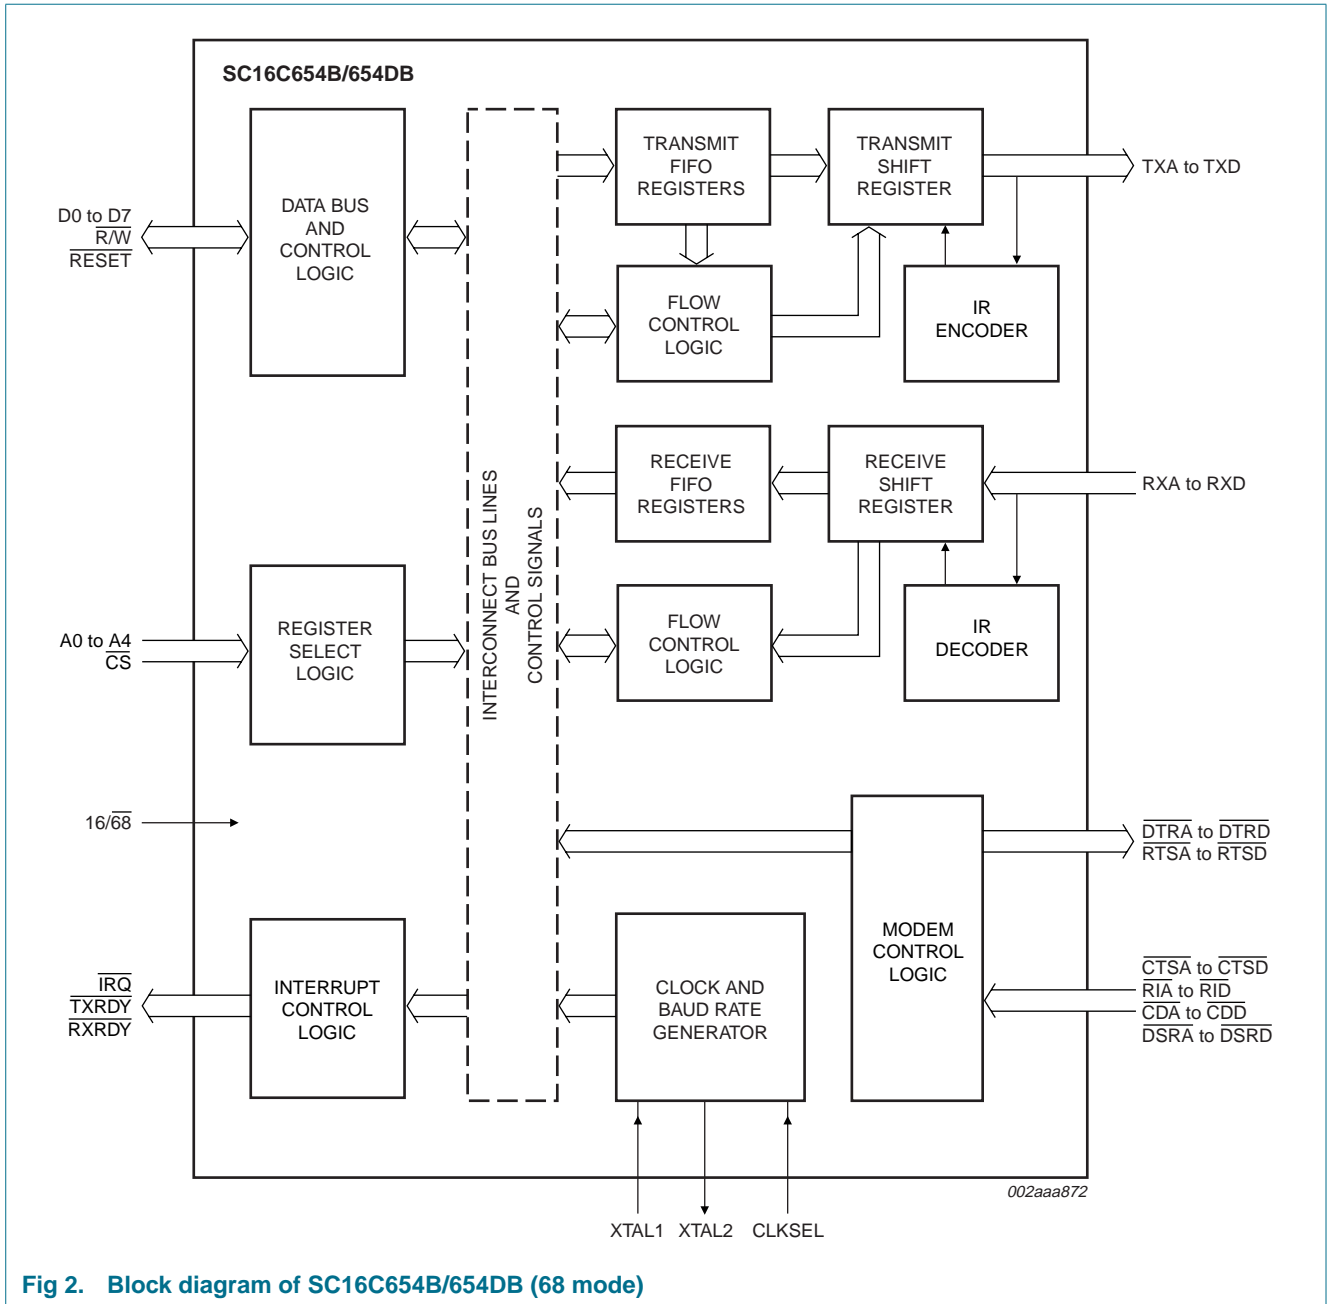 SC16C654B/654DB
D0 to D7
R/W
RESET
DATA BUS
AND
CONTROL
LOGIC
A0 to A4
CS
REGISTER
SELECT
LOGIC
16/68
IRQ
TXRDY
RXRDY
INTERRUPT
CONTROL
LOGIC
INTERCONNECT BUS LINES
AND
CONTROL SIGNALS
TRANSMIT
FIFO
REGISTERS
TRANSMIT
SHIFT
REGISTER
TXA to TXD
FLOW
CONTROL
LOGIC
IR
ENCODER
RECEIVE
FIFO
REGISTERS
RECEIVE
SHIFT
REGISTER
RXA to RXD
FLOW
CONTROL
LOGIC
IR
DECODER
DTRA to DTRD
RTSA to RTSD
MODEM
CONTROL
LOGIC
CTSA to CTSD
RIA to RID
CDA to CDD
DSRA to DSRD
CLOCK AND
BAUD RATE
GENERATOR
XTAL1 XTAL2 CLKSEL
002aaa872
Fig 2. Block diagram of SC16C654B/654DB (68 mode)